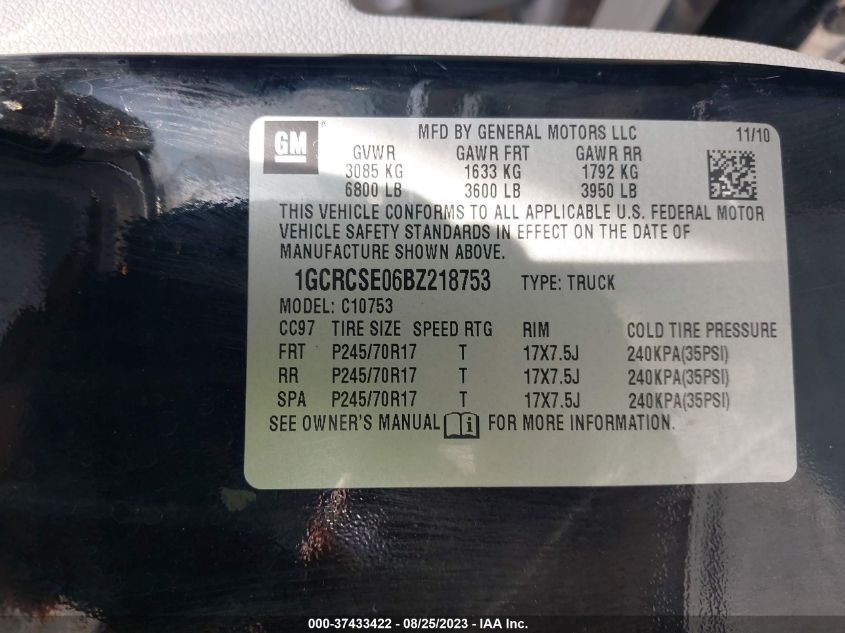 GM ®
MFD BY GENERAL MOTORS LLC 11/10
GVWR GAWR FRT GAWR RR
3085 KG 1633 KG 1792 KG
6800 LB 3600 LB 3950 LB
THIS VEHICLE CONFORMS TO ALL APPLICABLE U.S. FEDERAL MOTOR
VEHICLE SAFETY STANDARDS IN EFFECT ON THE DATE OF
MANUFACTURE SHOWN ABOVE.
1GCRCSE06BZ218753 TYPE: TRUCK
MODEL: C10753
CC97 TIRE SIZE SPEED RTG RIM COLD TIRE PRESSURE
FRT P245/70R17 T 17X7.5J 240KPA(35PSI)
RR P245/70R17 T 17X7.5J 240KPA(35PSI)
SPA P245/70R17 T 17X7.5J 240KPA(35PSI)
SEE OWNER'S MANUAL i FOR MORE INFORMATION.
000-37433422 - 08/25/2023 - IAA Inc.